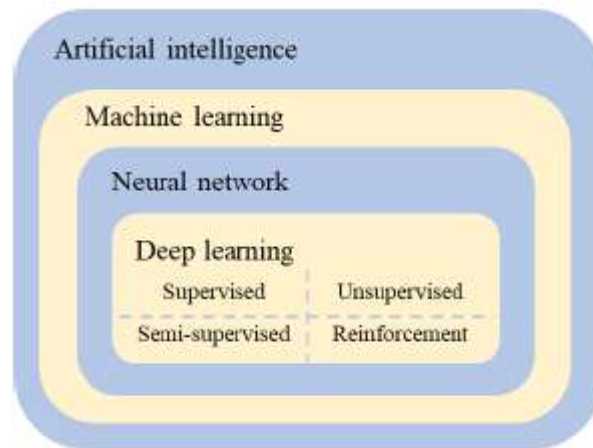 Artificial intelligence
Machine learning
Neural network
Deep learning
Supervised
Unsupervised
Semi-supervised
Reinforcement